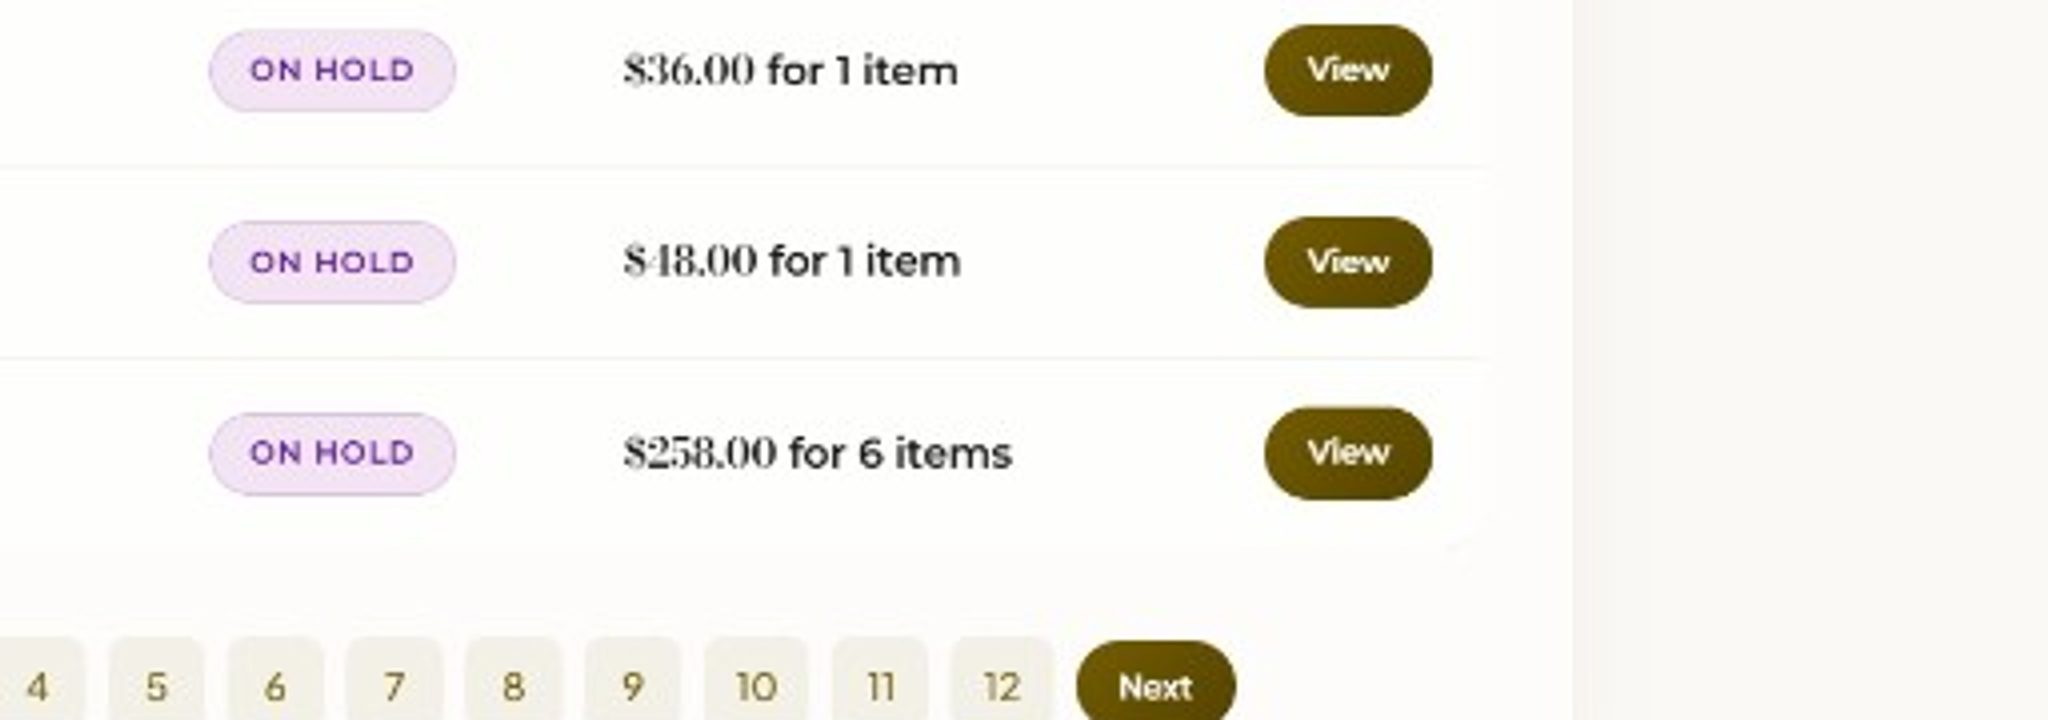 ON HOLD $36.00 for 1 item View
ON HOLD $48.00 for 1 item View
ON HOLD $258.00 for 6 items View
4 5 6 7 8 9 10 11 12 Next